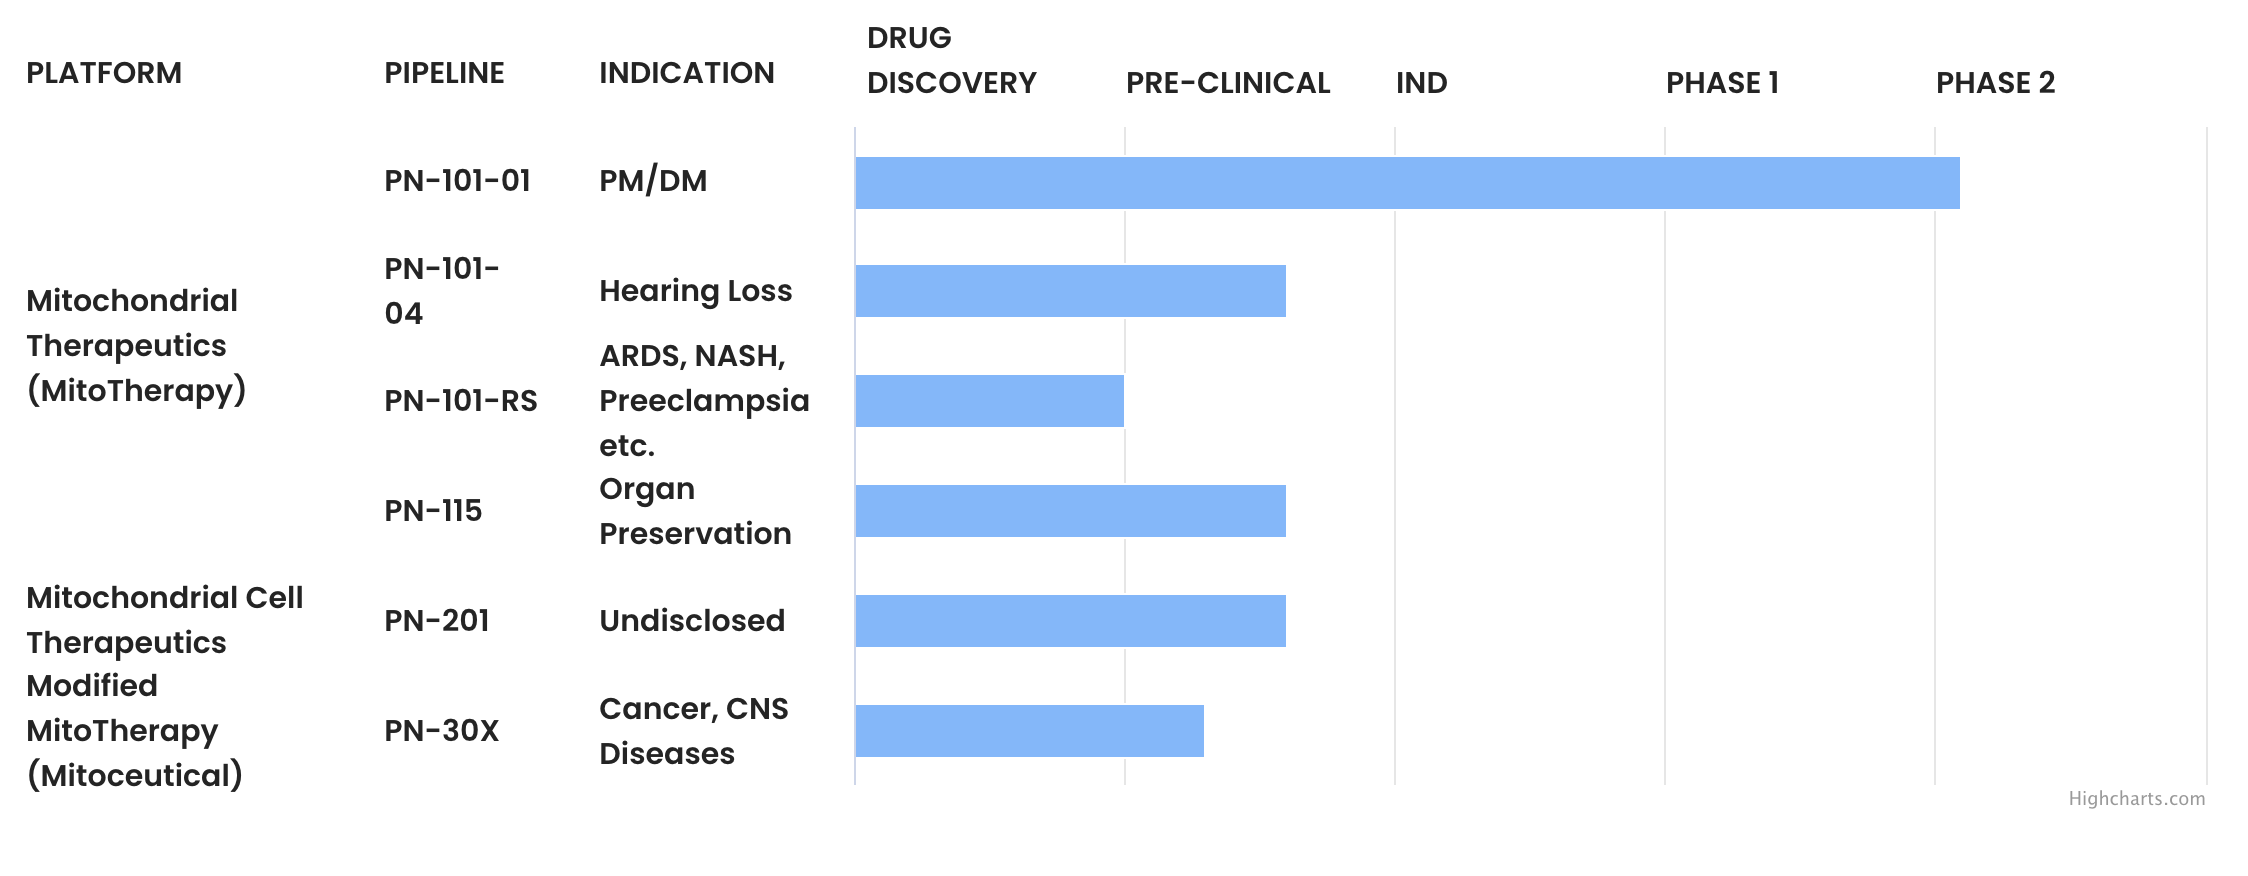 PLATFORM
PIPELINE
INDICATION
DRUG
DISCOVERY
PRE-CLINICAL
IND
PHASE 1
PHASE 2
Mitochondrial
Therapeutics
(MitoTherapy)
PN-101-01
PM/DM
PN-101-
04
Hearing Loss
PN-101-RS
ARDS, NASH,
Preeclampsia
etc.
PN-115
Organ
Preservation
Mitochondrial Cell
Therapeutics
PN-201
Undisclosed
Modified
MitoTherapy
(Mitoceutical)
PN-30X
Cancer, CNS
Diseases
Highcharts.com